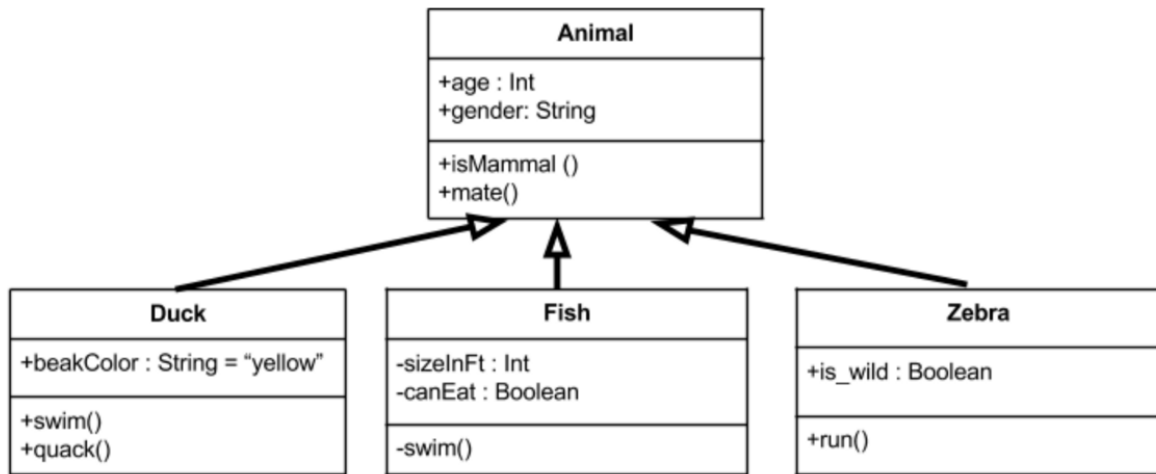 Animal
+age : Int
+gender: String
+isMammal ()
+mate()
Duck
+beakColor : String = “yellow”
+swim()
+quack()
Fish
-sizeInFt : Int
-canEat : Boolean
-swim()
Zebra
+is_wild : Boolean
+run()